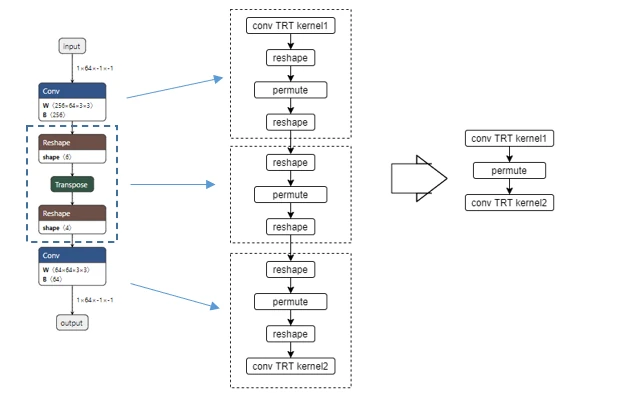 input
1×64×-1×-1
Conv
W ⟨256×64×3×3⟩
B ⟨256⟩
Reshape
shape ⟨6⟩
Transpose
Reshape
shape ⟨4⟩
Conv
W ⟨64×64×3×3⟩
B ⟨64⟩
1×64×-1×-1
output
conv TRT kernel1
reshape
permute
reshape
reshape
permute
reshape
reshape
permute
reshape
conv TRT kernel2
conv TRT kernel1
permute
conv TRT kernel2